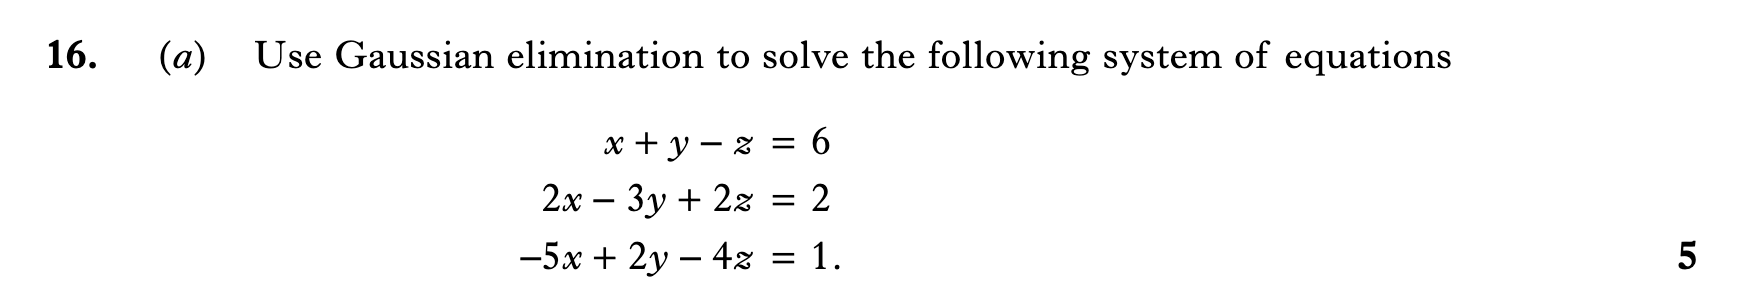 16. (a) Use Gaussian elimination to solve the following system of equations
x + y – z = 6
2x – 3y + 2z = 2
–5x + 2y – 4z = 1. 5